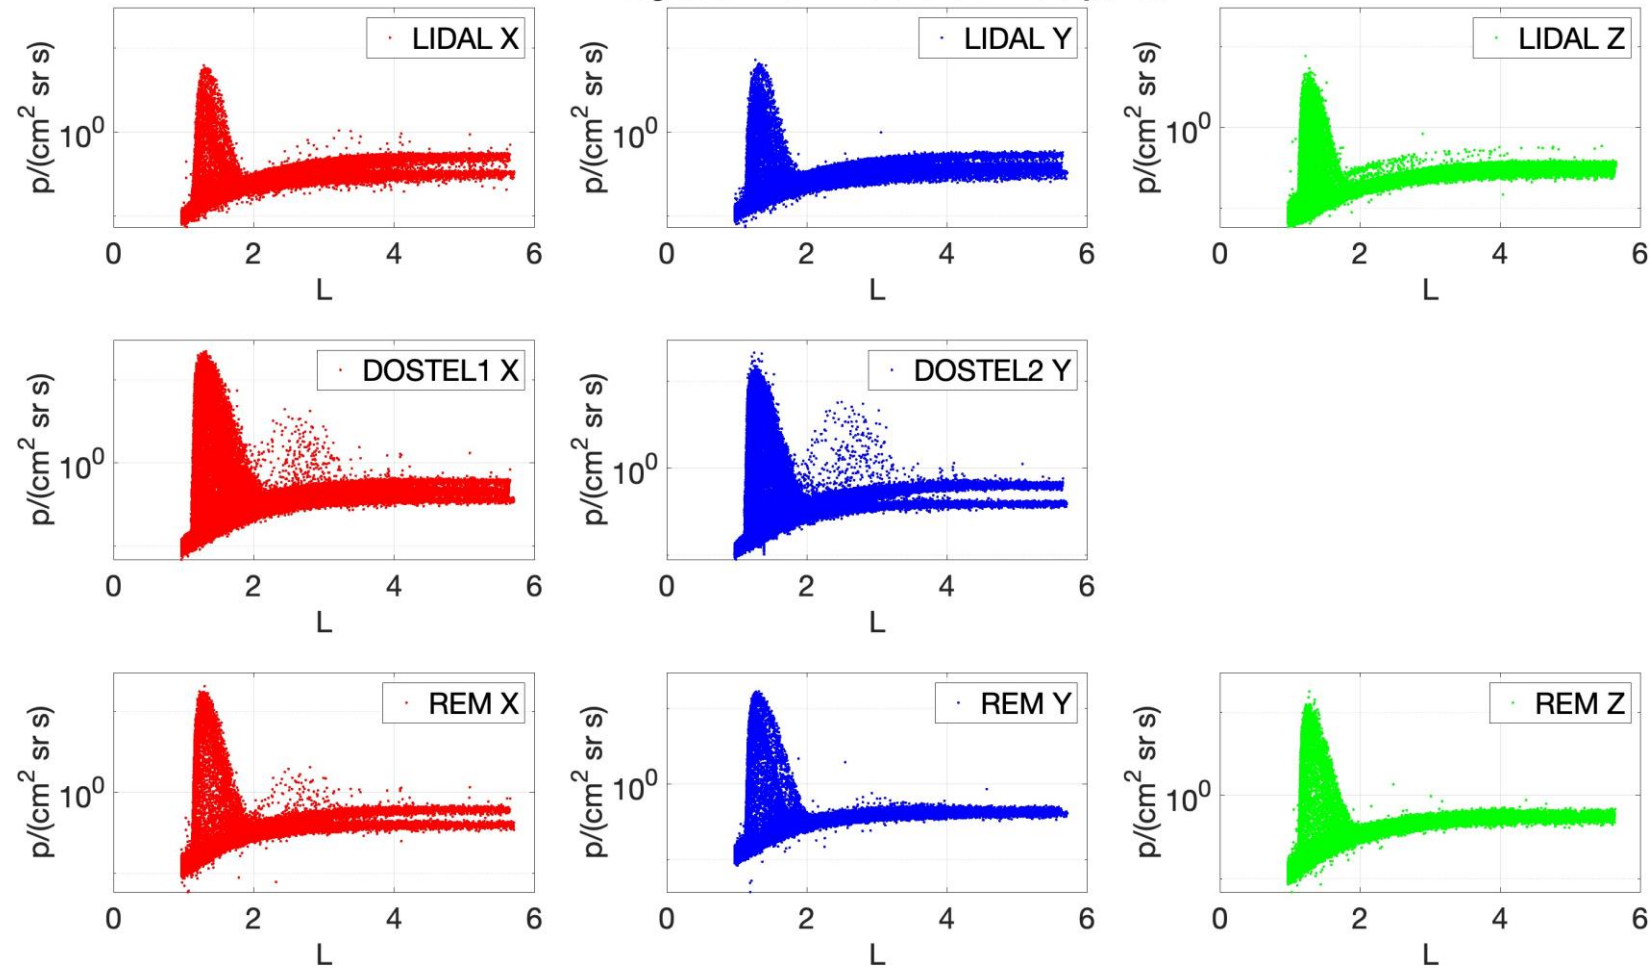 LIDAL X
LIDAL Y
LIDAL Z
p/(cm² sr s)
10⁰
0 2 4 6
L
p/(cm² sr s)
10⁰
0 2 4 6
L
p/(cm² sr s)
10⁰
0 2 4 6
L
DOSTEL1 X
DOSTEL2 Y
p/(cm² sr s)
10⁰
0 2 4 6
L
p/(cm² sr s)
10⁰
0 2 4 6
L
REM X
REM Y
REM Z
p/(cm² sr s)
10⁰
0 2 4 6
L
p/(cm² sr s)
10⁰
0 2 4 6
L
p/(cm² sr s)
10⁰
0 2 4 6
L